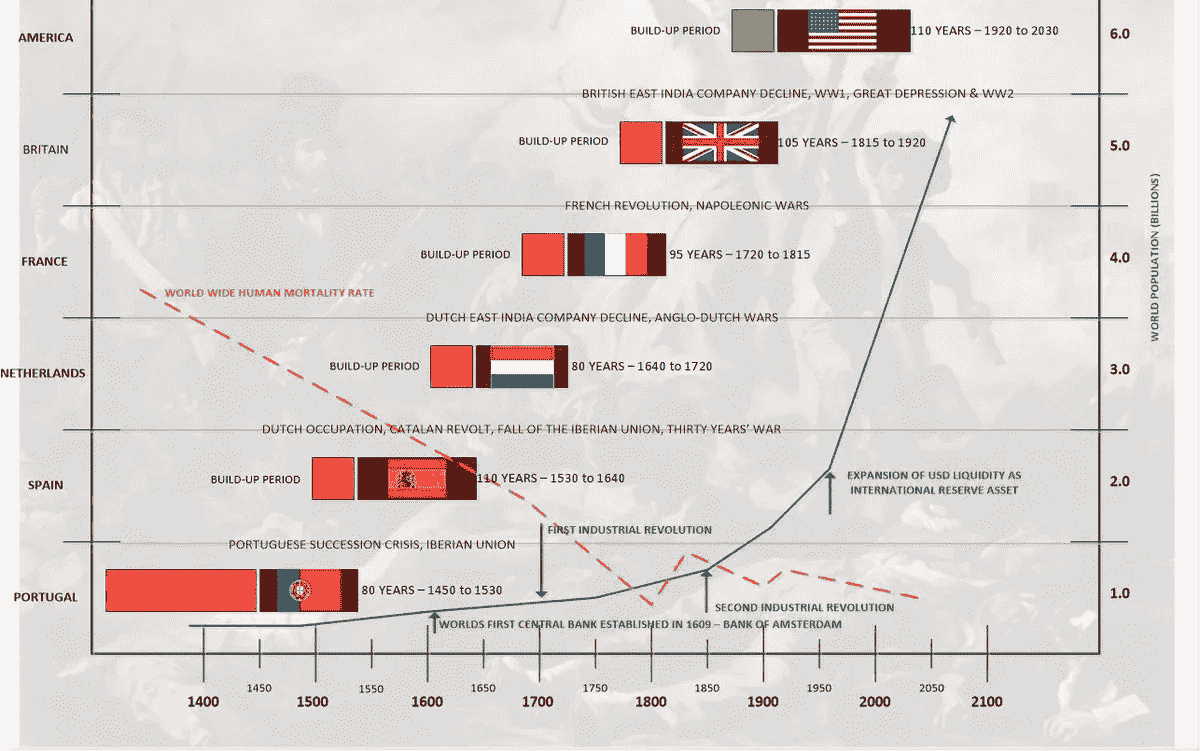 AMERICA
BUILD-UP PERIOD
110 YEARS – 1920 to 2030
6.0
BRITISH EAST INDIA COMPANY DECLINE, WW1, GREAT DEPRESSION & WW2
BRITAIN
BUILD-UP PERIOD
105 YEARS – 1815 to 1920
5.0
FRENCH REVOLUTION, NAPOLEONIC WARS
FRANCE
BUILD-UP PERIOD
95 YEARS – 1720 to 1815
4.0
WORLD POPULATION (BILLIONS)
WORLD WIDE HUMAN MORTALITY RATE
DUTCH EAST INDIA COMPANY DECLINE, ANGLO-DUTCH WARS
NETHERLANDS
BUILD-UP PERIOD
80 YEARS – 1640 to 1720
3.0
DUTCH OCCUPATION, CATALAN REVOLT, FALL OF THE IBERIAN UNION, THIRTY YEARS' WAR
SPAIN
BUILD-UP PERIOD
110 YEARS – 1530 to 1640
EXPANSION OF USD LIQUIDITY AS
INTERNATIONAL RESERVE ASSET
2.0
FIRST INDUSTRIAL REVOLUTION
PORTUGUESE SUCCESSION CRISIS, IBERIAN UNION
PORTUGAL
80 YEARS – 1450 to 1530
1.0
SECOND INDUSTRIAL REVOLUTION
WORLDS FIRST CENTRAL BANK ESTABLISHED IN 1609 – BANK OF AMSTERDAM
1450 1550 1650 1750 1850 1950 2050
1400 1500 1600 1700 1800 1900 2000 2100